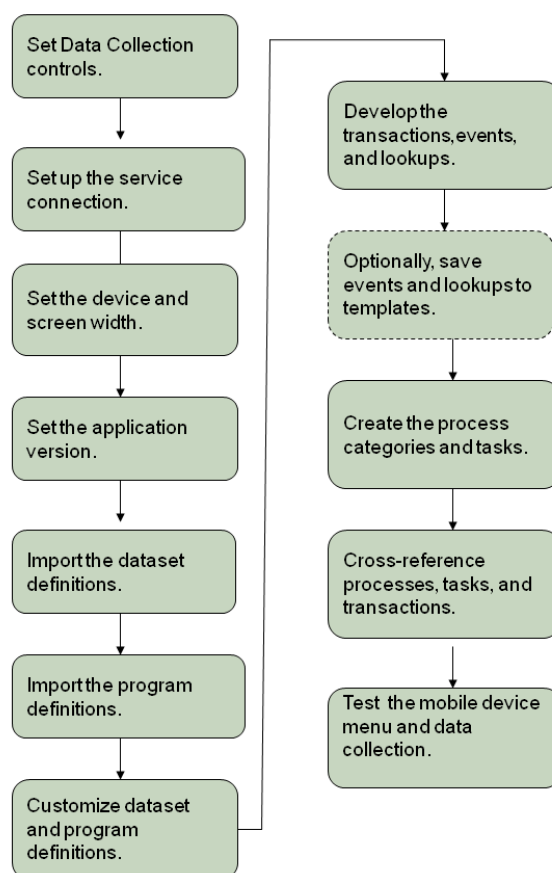 Set Data Collection
controls.
Set up the service
connection.
Set the device and
screen width.
Set the application
version.
Import the dataset
definitions.
Import the program
definitions.
Customize dataset
and program
definitions.
Develop the
transactions, events,
and lookups.
Optionally, save
events and lookups to
templates.
Create the process
categories and tasks.
Cross-reference
processes, tasks, and
transactions.
Test the mobile device
menu and data
collection.